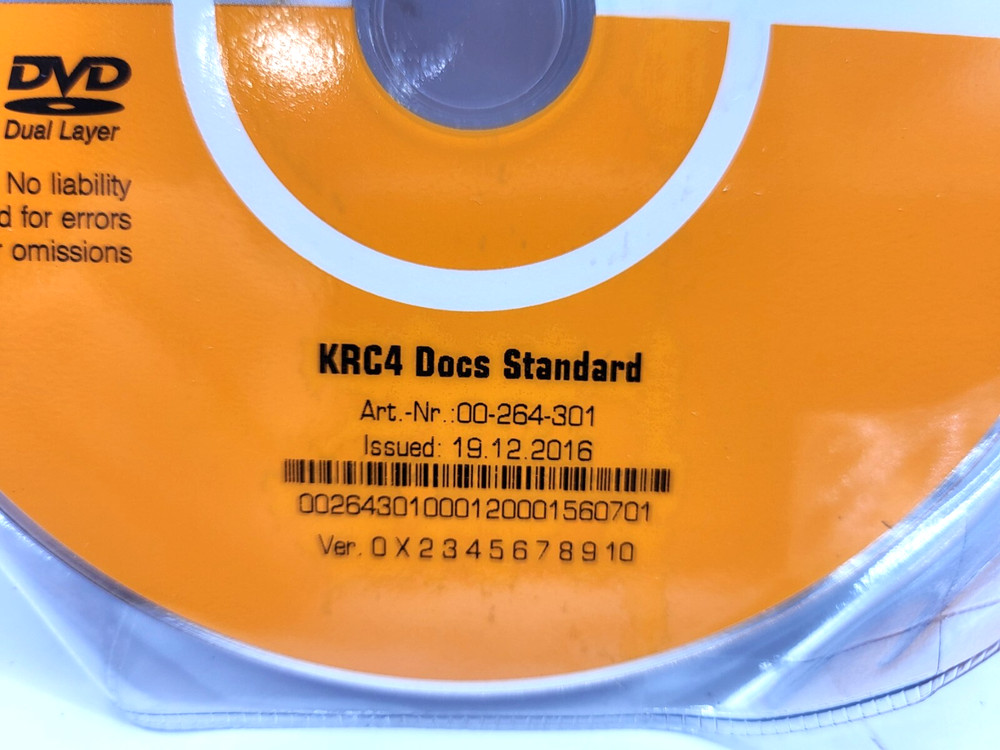 DVD
Dual Layer
No liability
d for errors
r omissions
KRC4 Docs Standard
Art.-Nr.:00-264-301
Issued: 19.12.2016
00264301000120001560701
Ver. 0 X 2 3 4 5 6 7 8 9 10